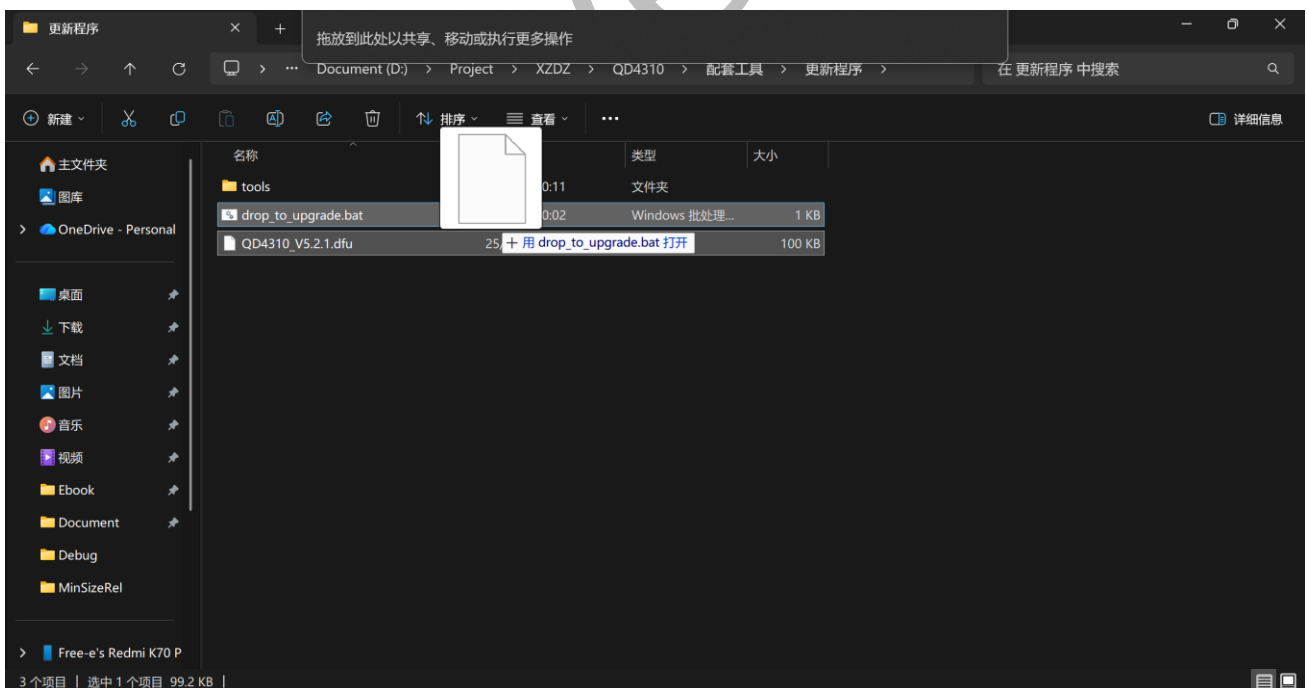 更新程序
拖放到此处以共享、移动或执行更多操作
Document (D:) > Project > XZDZ > QD4310 > 配套工具 > 更新程序 >
在 更新程序 中搜索
新建 排序 查看 ··· 详细信息
名称 类型 大小
tools 0:11 文件夹
drop_to_upgrade.bat 0:02 Windows 批处理... 1 KB
QD4310_V5.2.1.dfu 25/ 100 KB
+ 用 drop_to_upgrade.bat 打开
主文件夹
图库
OneDrive - Personal
桌面
下载
文档
图片
音乐
视频
Ebook
Document
Debug
MinSizeRel
Free-e's Redmi K70 P
3 个项目 | 选中 1 个项目 99.2 KB |